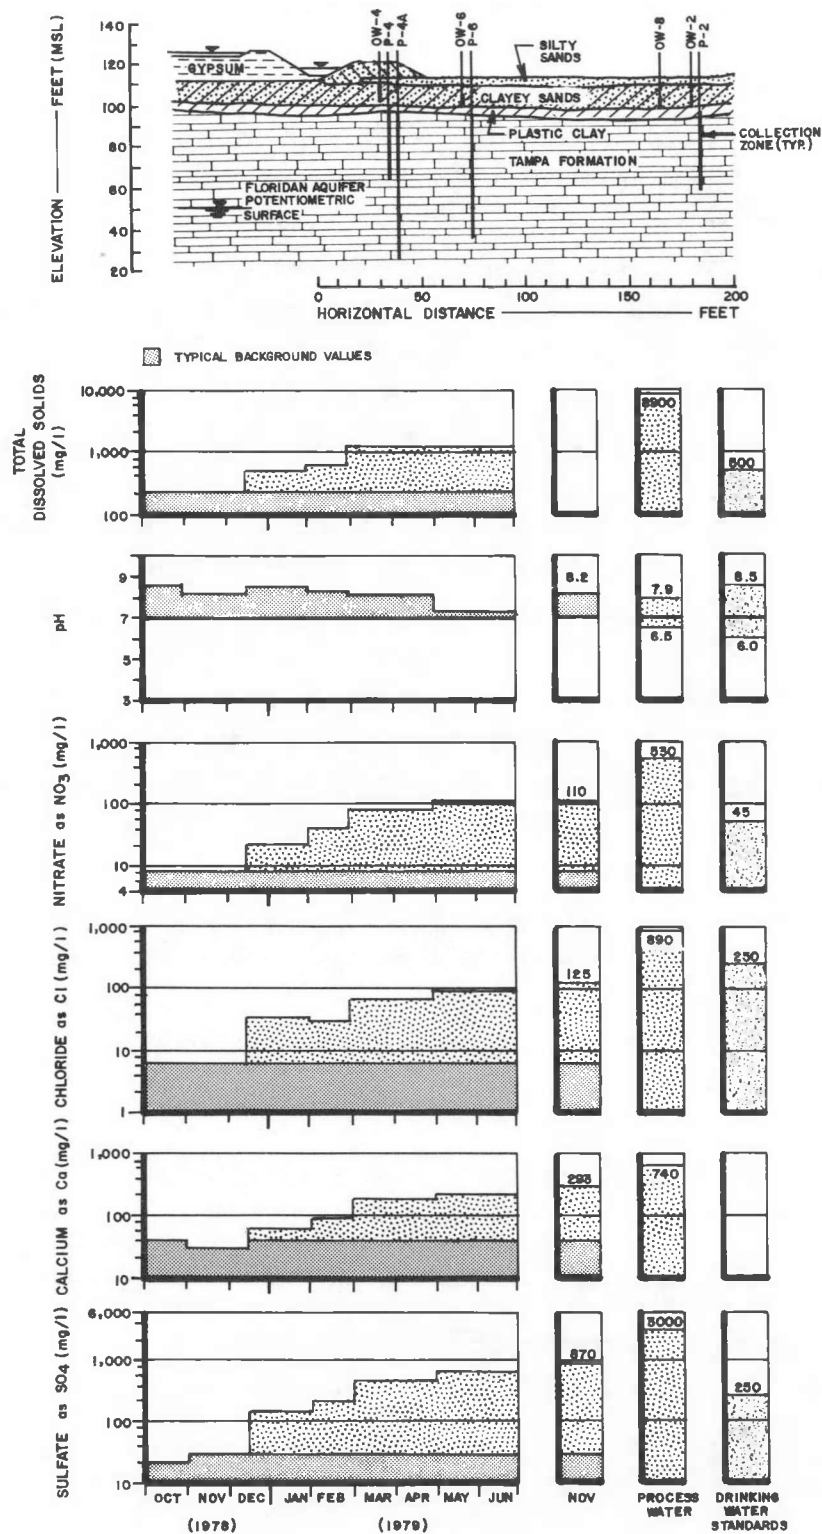 140
120
100
80
60
40
20
ELEVATION — FEET (MSL)
OW-4
P-4
P-4A
OW-6
P-6
OW-8
OW-2
P-2
GYPSUM
SILTY
SANDS
CLAYEY SANDS
PLASTIC CLAY
COLLECTION
ZONE (TYP.)
TAMPA FORMATION
FLORIDAN AQUIFER
POTENTIOMETRIC
SURFACE
0 50 100 150 200
HORIZONTAL DISTANCE — FEET
TYPICAL BACKGROUND VALUES
TOTAL
DISSOLVED SOLIDS
(mg/l)
10,000
1,000
100
8900
500
pH
9
7
5
3
8.2
7.9
6.5
8.5
6.0
NITRATE as NO3 (mg/l)
1,000
100
10
4
110
530
45
CHLORIDE as Cl (mg/l)
1,000
100
10
1
125
890
250
CALCIUM as Ca (mg/l)
1,000
100
10
293
740
SULFATE as SO4 (mg/l)
6,000
1,000
100
10
870
3000
250
OCT NOV DEC JAN FEB MAR APR MAY JUN
(1978) (1979)
NOV
PROCESS
WATER
DRINKING
WATER
STANDARDS